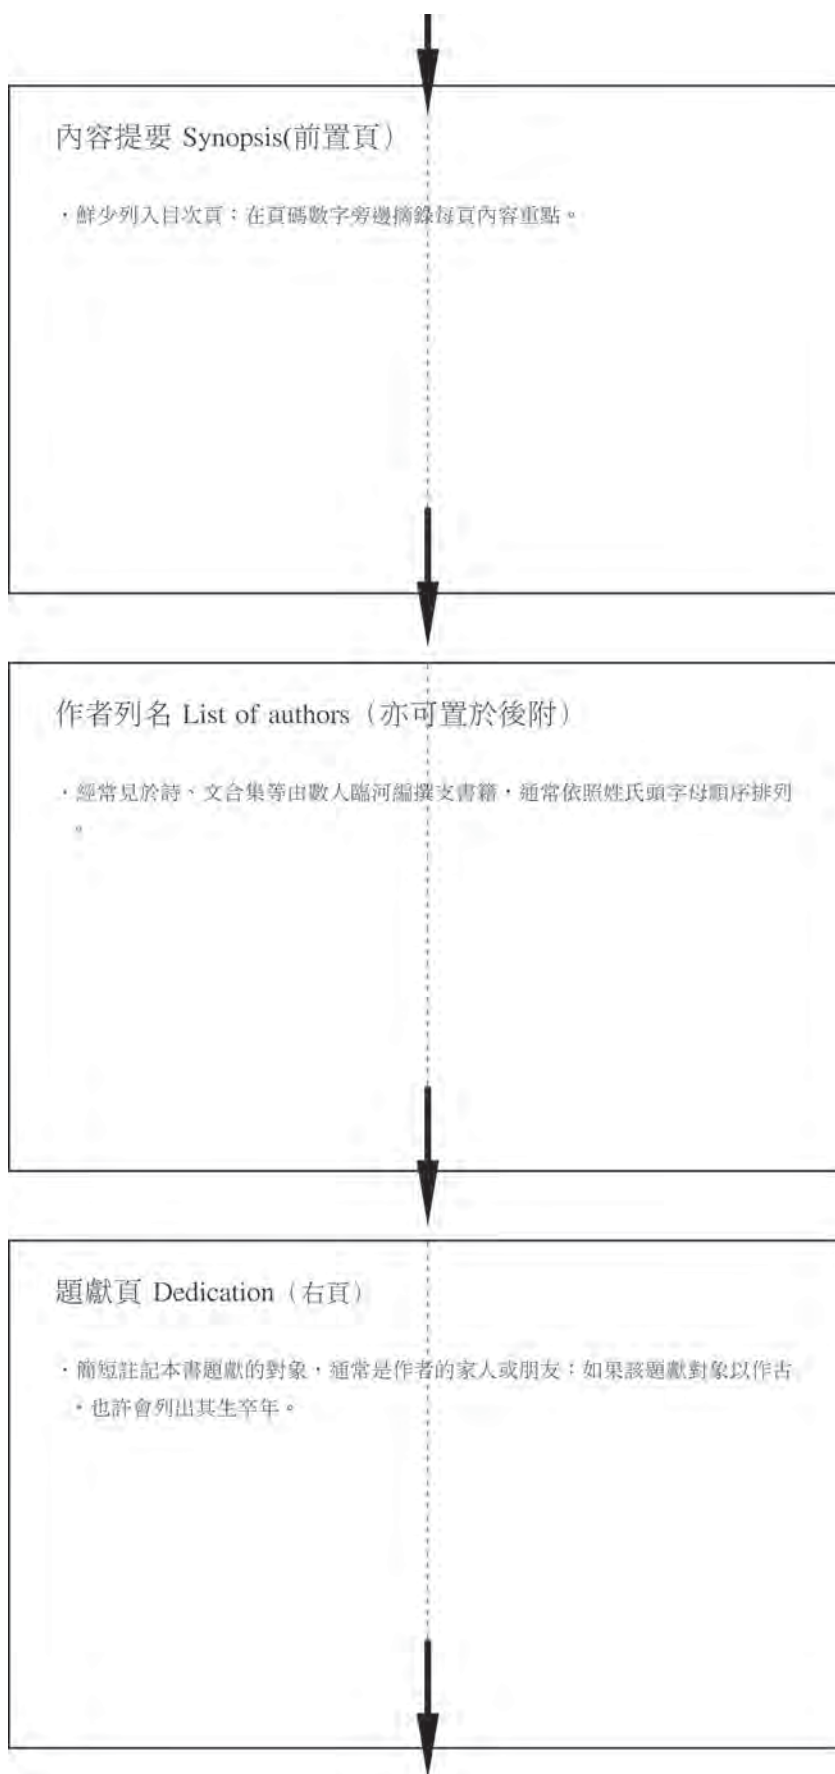 內容提要 Synopsis(前置頁）
・鮮少列入目次頁；在頁碼數字旁邊摘錄每頁內容重點。
作者列名 List of authors（亦可置於後附）
・經常見於詩、文合集等由數人臨河編撰支書籍，通常依照姓氏頭字母順序排列
。
題獻頁 Dedication（右頁）
・簡短註記本書題獻的對象，通常是作者的家人或朋友；如果該題獻對象以作古
，也許會列出其生卒年。